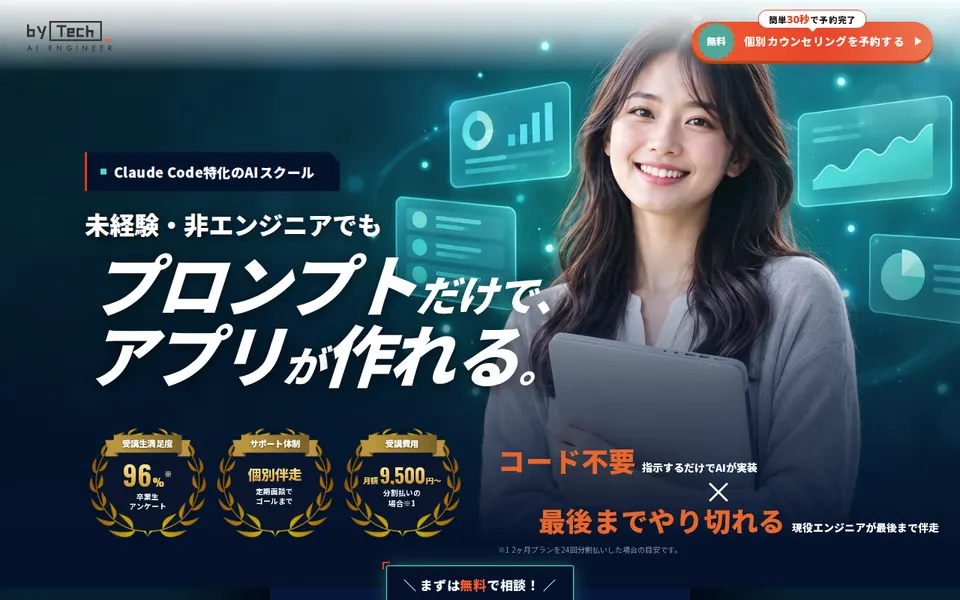 by Tech
AI ENGINEER
簡単30秒で予約完了
無料 個別カウンセリングを予約する
Claude Code特化のAIスクール
未経験・非エンジニアでも
プロンプトだけで、
アプリが作れる。
受講生満足度
96%※
卒業生
アンケート
サポート体制
個別伴走
定期面談で
ゴールまで
受講費用
月額9,500円〜
分割払いの
場合※1
コード不要 指示するだけでAIが実装
×
最後までやり切れる 現役エンジニアが最後まで伴走
※1 2ヶ月プランを24回分割払いした場合の目安です。
＼ まずは無料で相談！ ／